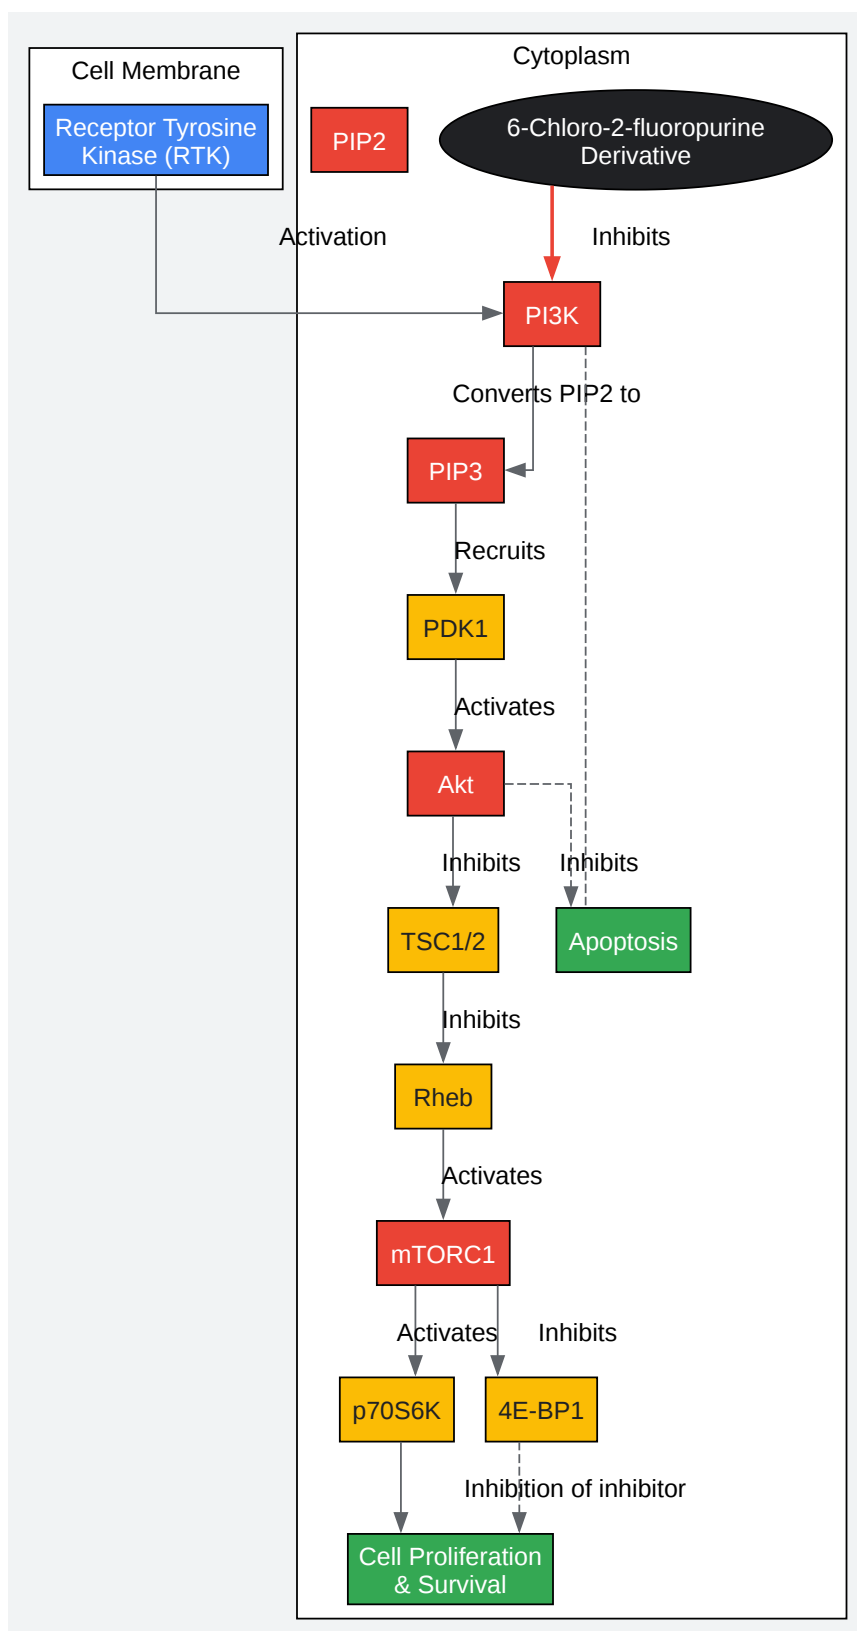 Cell Membrane
Cytoplasm
Receptor Tyrosine
Kinase (RTK)
PIP2
6-Chloro-2-fluoropurine
Derivative
Activation
Inhibits
PI3K
Converts PIP2 to
PIP3
Recruits
PDK1
Activates
Akt
Inhibits
Inhibits
TSC1/2
Apoptosis
Inhibits
Rheb
Activates
mTORC1
Activates
Inhibits
p70S6K
4E-BP1
Inhibition of inhibitor
Cell Proliferation
& Survival